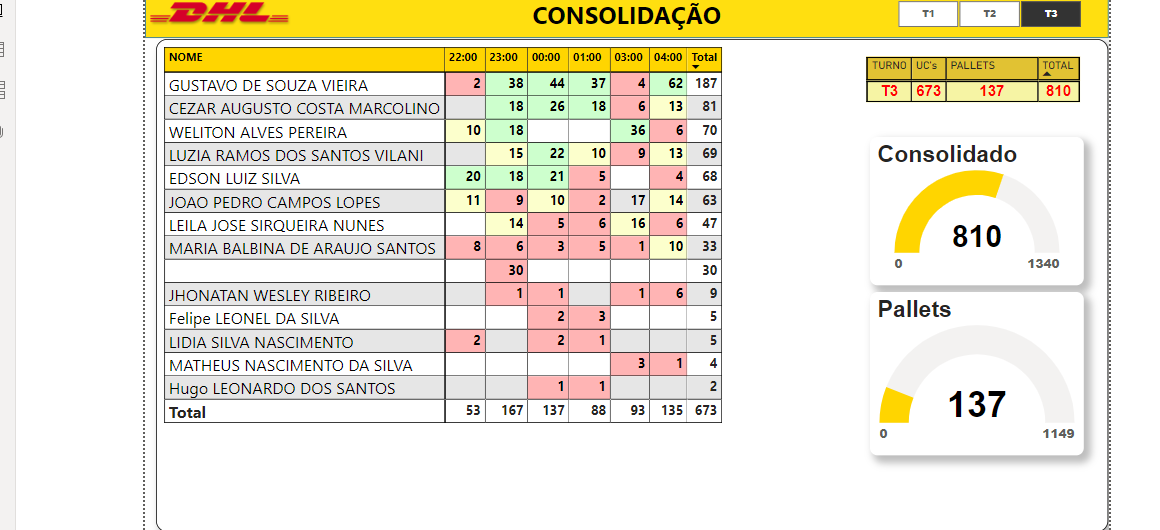 DHL
CONSOLIDAÇÃO
T1 T2 T3
NOME 22:00 23:00 00:00 01:00 03:00 04:00 Total
GUSTAVO DE SOUZA VIEIRA 2 38 44 37 4 62 187
CEZAR AUGUSTO COSTA MARCOLINO 18 26 18 6 13 81
WELITON ALVES PEREIRA 10 18 36 6 70
LUZIA RAMOS DOS SANTOS VILANI 15 22 10 9 13 69
EDSON LUIZ SILVA 20 18 21 5 4 68
JOAO PEDRO CAMPOS LOPES 11 9 10 2 17 14 63
LEILA JOSE SIRQUEIRA NUNES 14 5 6 16 6 47
MARIA BALBINA DE ARAUJO SANTOS 8 6 3 5 1 10 33
30 30
JHONATAN WESLEY RIBEIRO 1 1 1 6 9
Felipe LEONEL DA SILVA 2 3 5
LIDIA SILVA NASCIMENTO 2 2 1 5
MATHEUS NASCIMENTO DA SILVA 3 1 4
Hugo LEONARDO DOS SANTOS 1 1 2
Total 53 167 137 88 93 135 673
TURNO UC's PALLETS TOTAL
T3 673 137 810
Consolidado
810
0 1340
Pallets
137
0 1149